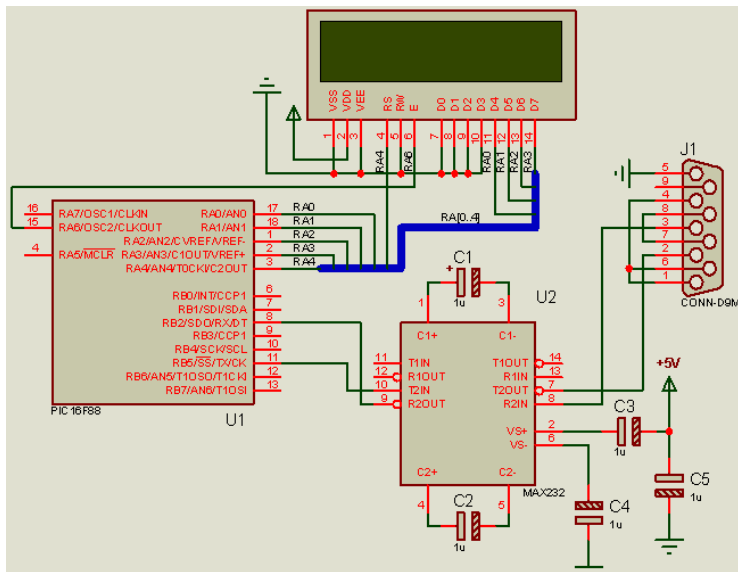 VSS VDD VEE RS RW E D0 D1 D2 D3 D4 D5 D6 D7
1 2 3 4 5 6 7 8 9 10 11 12 13 14
RA4 RA6 RA0 RA1 RA2 RA3
J1
5
9
4
8
3
7
2
6
1
CONN-D9M
16 RA7/OSC1/CLKIN RA0/AN0 17 RA0
15 RA6/OSC2/CLKOUT RA1/AN1 18 RA1
RA2/AN2/CVREF/VREF- 1 RA2
4 RA5/MCLR RA3/AN3/C1OUT/VREF+ 2 RA3
RA4/AN4/T0CKI/C2OUT 3 RA4
RA[0..4]
RB0/INT/CCP1 6
RB1/SDI/SDA 7
RB2/SDO/RX/DT 8
RB3/CCP1 9
RB4/SCK/SCL 10
RB5/SS/TX/CK 11
RB6/AN5/T1OSO/T1CKI 12
RB7/AN6/T1OSI 13
PIC16F88
U1
C1
+
1u
U2
1 3
C1+ C1-
11 T1IN T1OUT 14
12 R1OUT R1IN 13
10 T2IN T2OUT 7
9 R2OUT R2IN 8
VS+ 2
VS- 6
C2+ C2-
MAX232
4 5
C2
1u
+5V
C3
1u
C5
1u
C4
1u